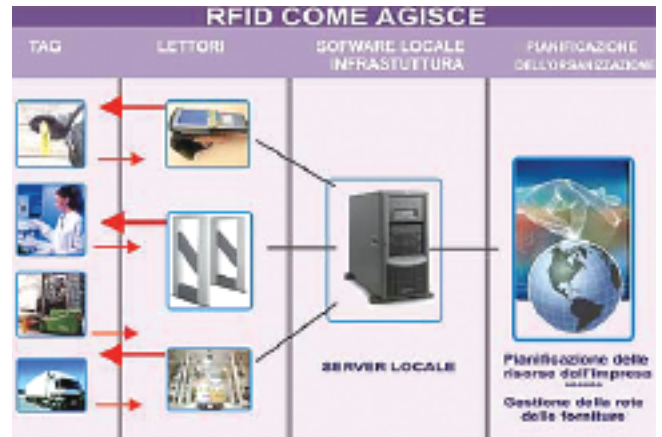 RFID COME AGISCE
TAG
LETTORI
SOFWARE LOCALE
INFRASTUTTURA
PIANIFICAZIONE
DELL'ORGANIZZAZIONE
SERVER LOCALE
Pianificazione delle
risorse dell'impresa
Gestione della rete
delle forniture